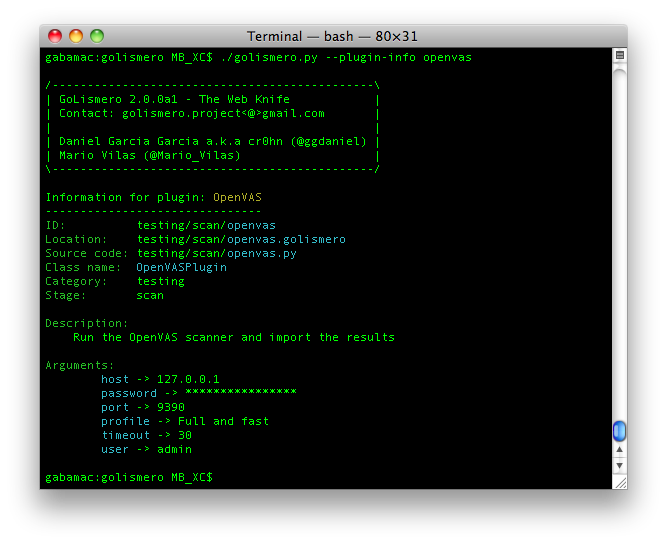 Terminal — bash — 80×31
gabamac:golismero MB_XC$ ./golismero.py --plugin-info openvas
/----------------------------------------------\
| GoLismero 2.0.0a1 - The Web Knife            |
| Contact: golismero.project<@>gmail.com       |
|                                              |
| Daniel Garcia Garcia a.k.a cr0hn (@ggdaniel) |
| Mario Vilas (@Mario_Vilas)                   |
\----------------------------------------------/
Information for plugin: OpenVAS
-------------------------------
ID:          testing/scan/openvas
Location:    testing/scan/openvas.golismero
Source code: testing/scan/openvas.py
Class name:  OpenVASPlugin
Category:    testing
Stage:       scan
Description:
    Run the OpenVAS scanner and import the results
Arguments:
        host -> 127.0.0.1
        password -> ****************
        port -> 9390
        profile -> Full and fast
        timeout -> 30
        user -> admin
gabamac:golismero MB_XC$